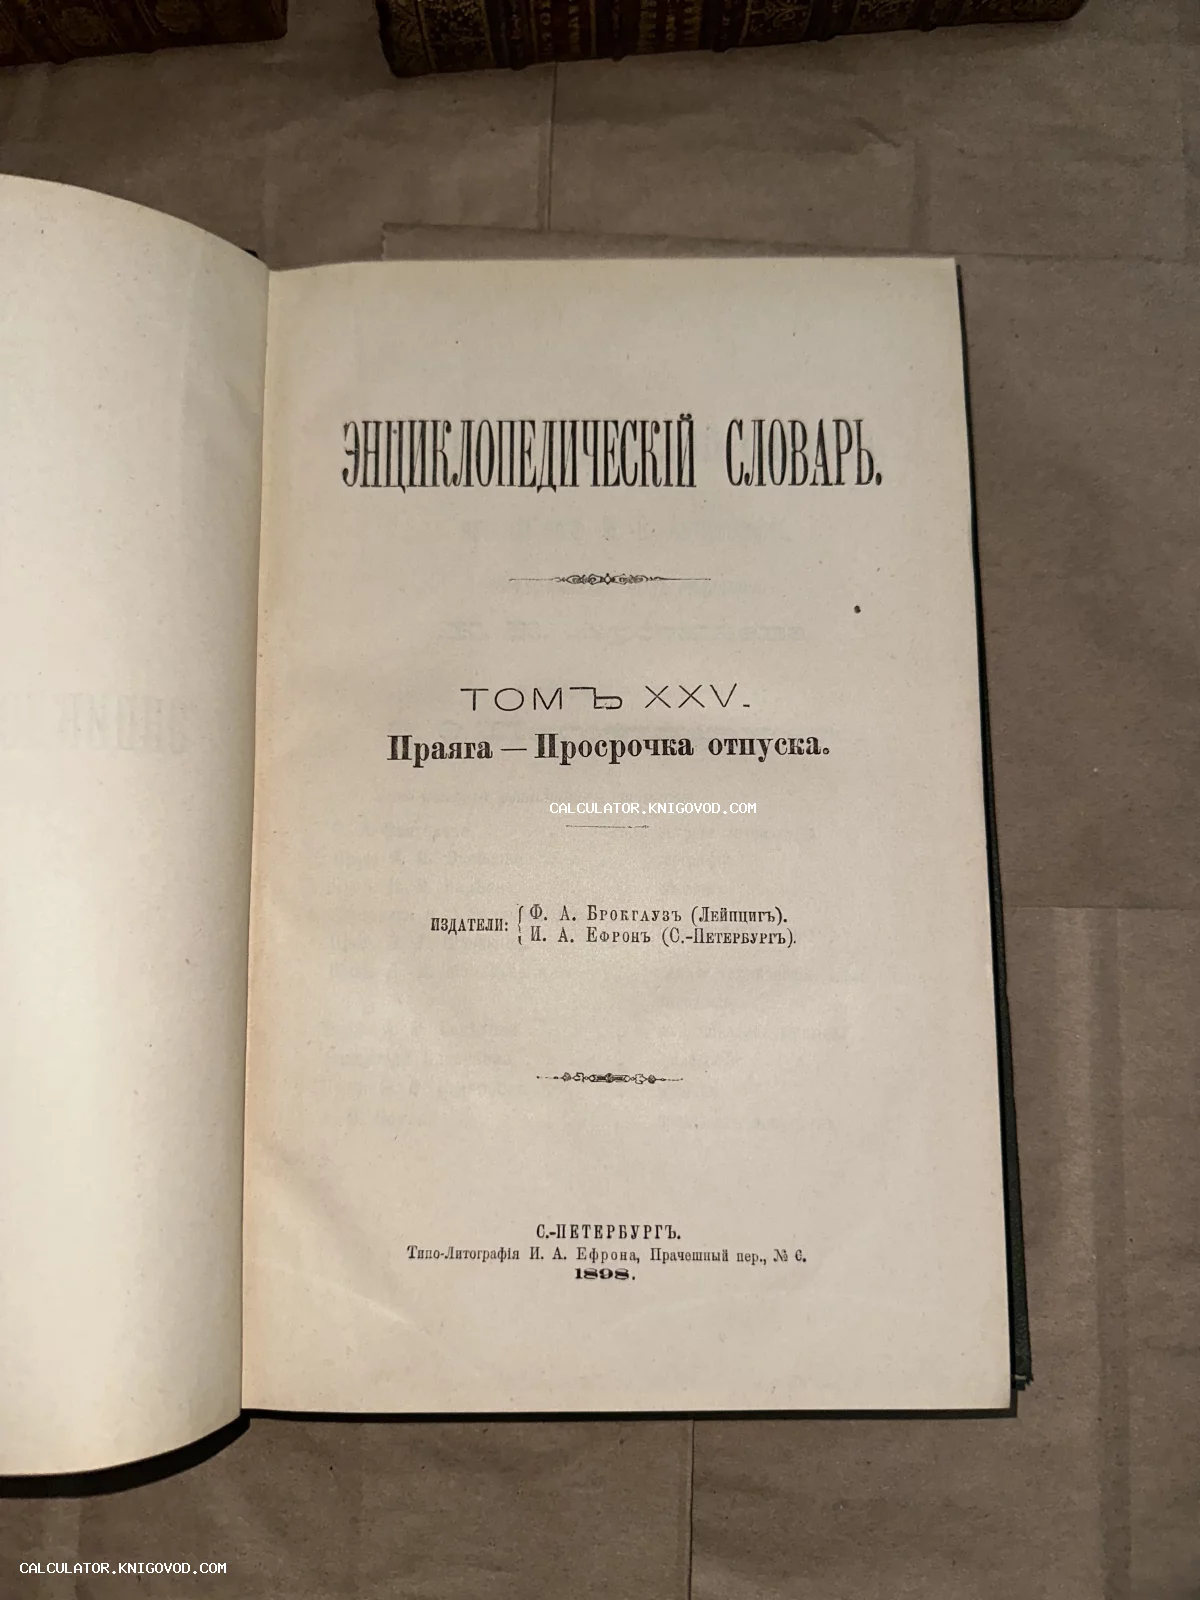 ЭНЦИКЛОПЕДИЧЕСКІЙ СЛОВАРЬ.
ТОМЪ XXV.
Праяга — Просрочка отпуска.
CALCULATOR.KNIGOVOD.COM
ИЗДАТЕЛИ: { Ф. А. БРОКГАУЗЪ (ЛЕЙПЦИГЪ).
И. А. ЕФРОНЪ (С.-ПЕТЕРБУРГЪ).
С.-ПЕТЕРБУРГЪ.
Типо-Литографія И. А. Ефрона, Прачешный пер., № 6.
1898.
CALCULATOR.KNIGOVOD.COM